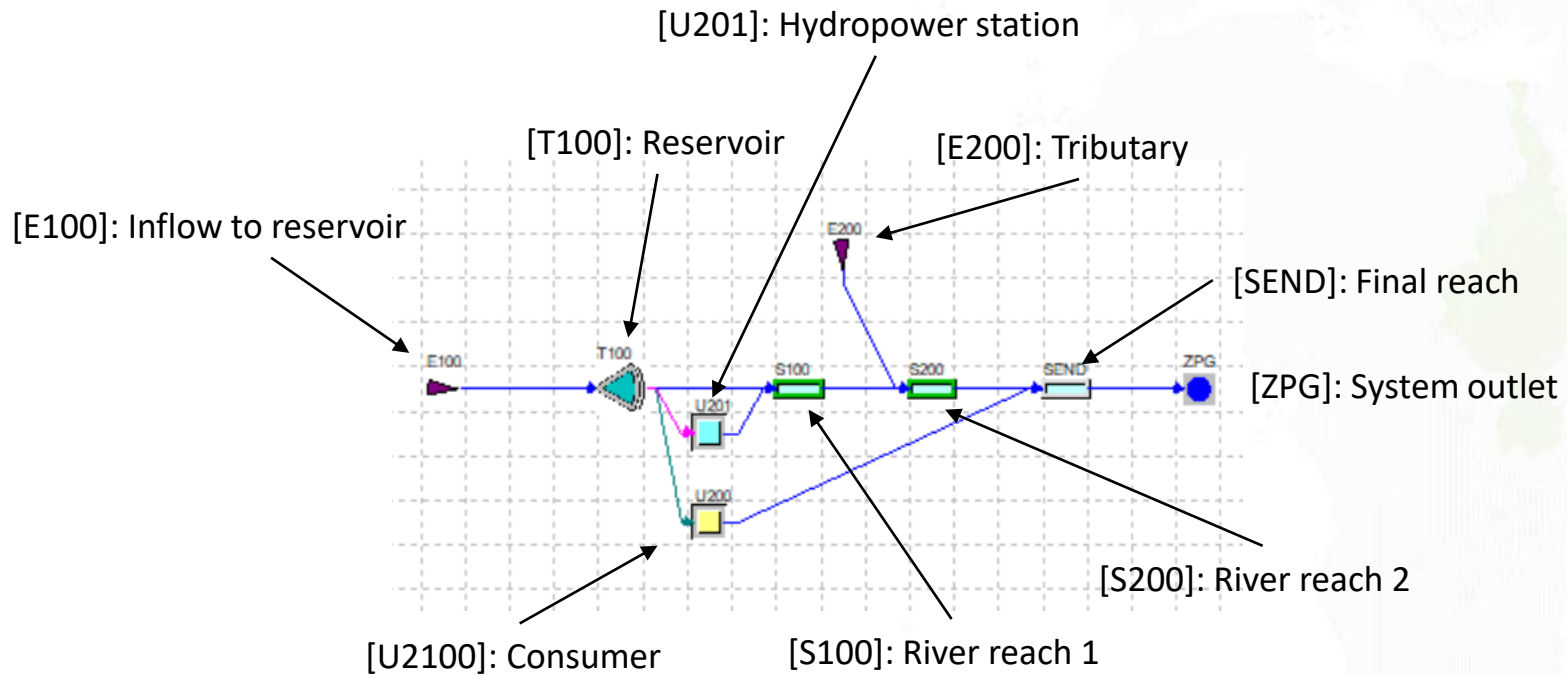 [U201]: Hydropower station
[T100]: Reservoir
[E200]: Tributary
[E100]: Inflow to reservoir
E200
[SEND]: Final reach
E100
T100
S100
S200
SEND
ZPG
[ZPG]: System outlet
U201
U200
[S200]: River reach 2
[U2100]: Consumer
[S100]: River reach 1